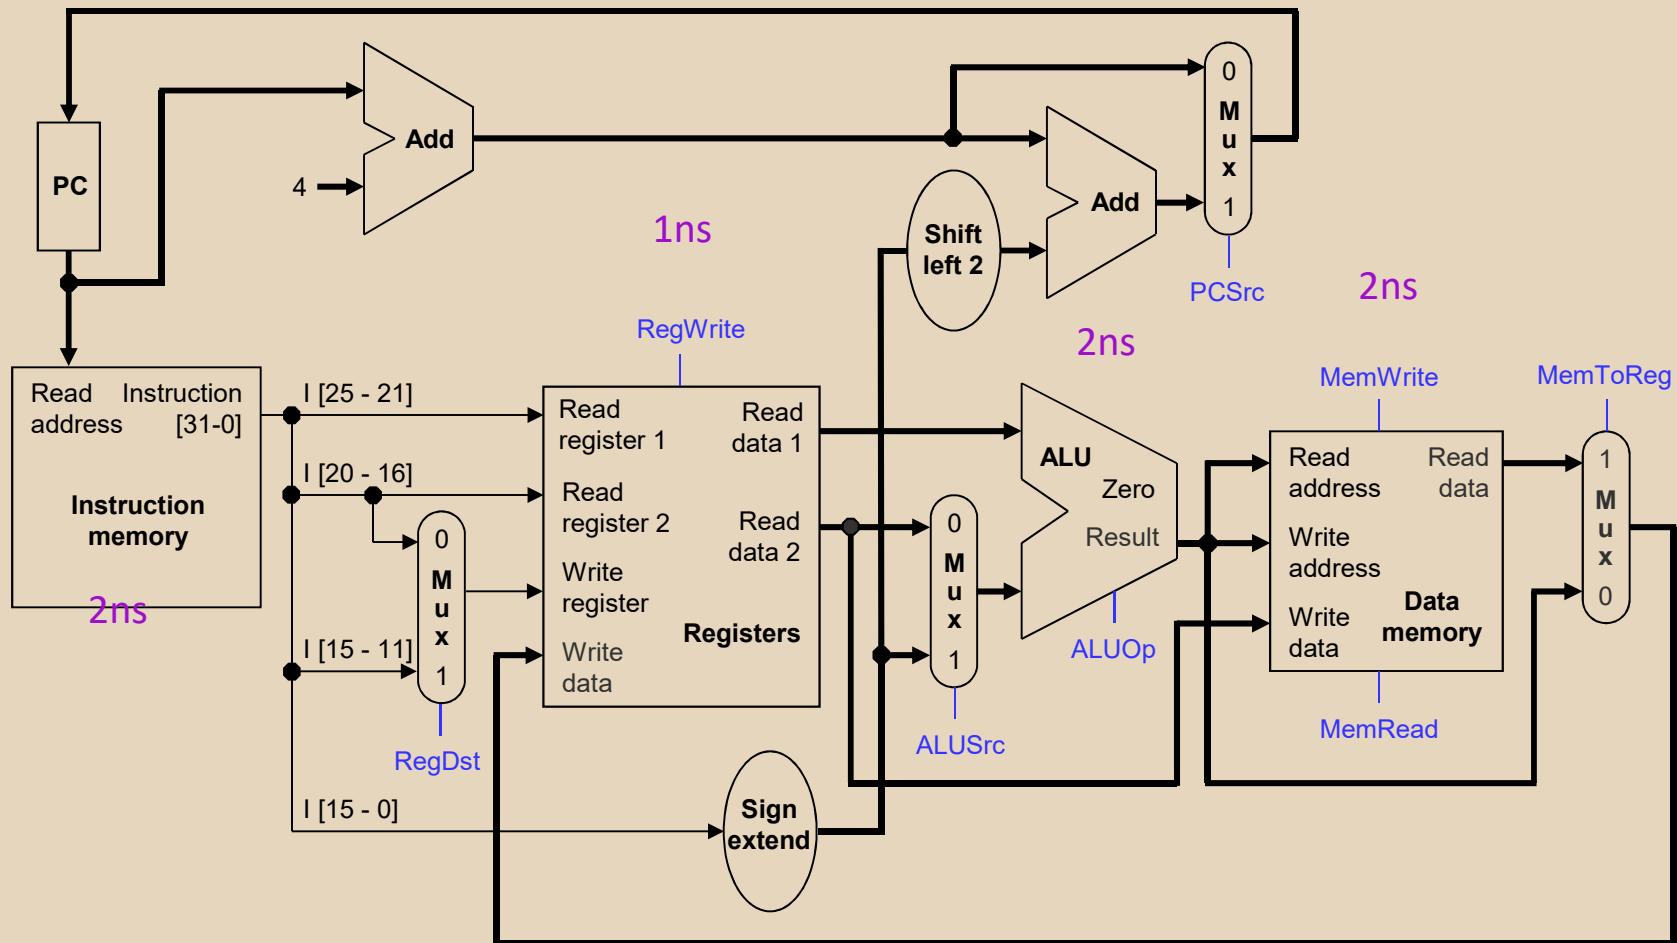 PC
4
Add
1ns
Shift
left 2
Add
0
M
u
x
1
PCSrc
2ns
2ns
Read
address
Instruction
[31-0]
Instruction
memory
2ns
I [25 - 21]
I [20 - 16]
I [15 - 11]
I [15 - 0]
0
M
u
x
1
RegDst
RegWrite
Read
register 1
Read
register 2
Write
register
Write
data
Read
data 1
Read
data 2
Registers
Sign
extend
0
M
u
x
1
ALUSrc
ALU
Zero
Result
ALUOp
MemWrite
Read
address
Write
address
Write
data
Read
data
Data
memory
MemRead
MemToReg
1
M
u
x
0